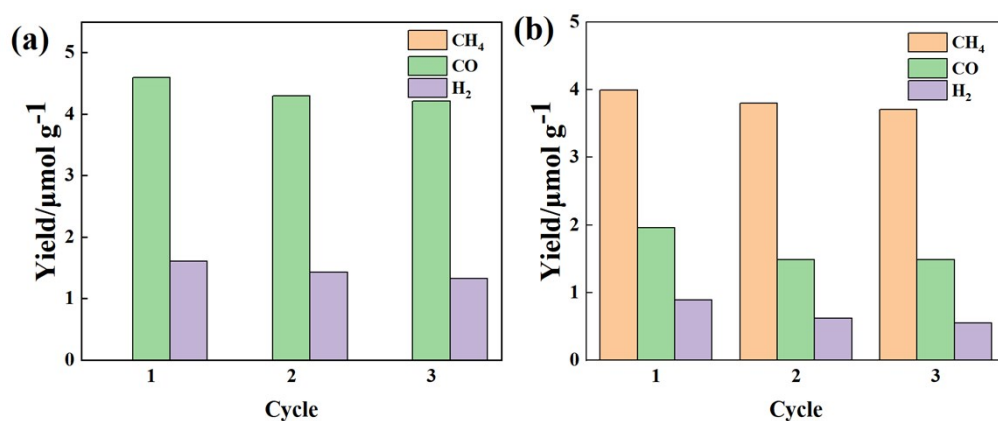 (a)
CH₄
CO
H₂
Yield/μmol g⁻¹
5
4
3
2
1
0
1 2 3
Cycle
(b)
CH₄
CO
H₂
Yield/μmol g⁻¹
5
4
3
2
1
0
1 2 3
Cycle